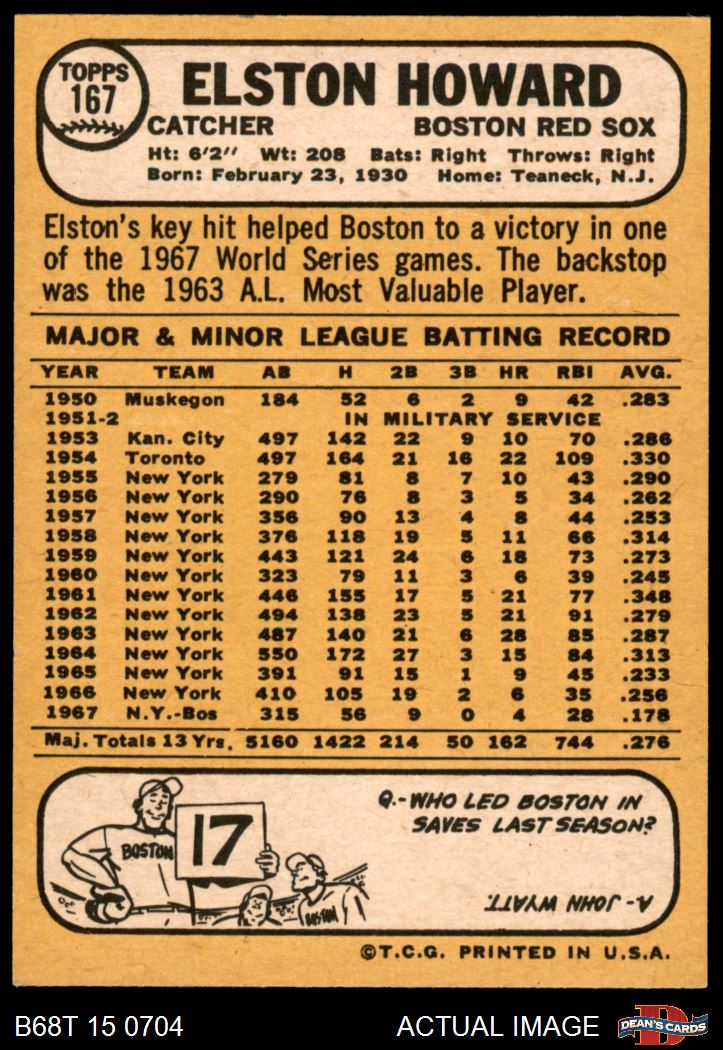 TOPPS
167
ELSTON HOWARD
CATCHER BOSTON RED SOX
Ht: 6'2" Wt: 208 Bats: Right Throws: Right
Born: February 23, 1930 Home: Teaneck, N.J.
Elston's key hit helped Boston to a victory in one
of the 1967 World Series games. The backstop
was the 1963 A.L. Most Valuable Player.
MAJOR & MINOR LEAGUE BATTING RECORD
YEAR TEAM AB H 2B 3B HR RBI AVG.
1950 Muskegon 184 52 6 2 9 42 .283
1951-2 IN MILITARY SERVICE
1953 Kan. City 497 142 22 9 10 70 .286
1954 Toronto 497 164 21 16 22 109 .330
1955 New York 279 81 8 7 10 43 .290
1956 New York 290 76 8 3 5 34 .262
1957 New York 356 90 13 4 8 44 .253
1958 New York 376 118 19 5 11 66 .314
1959 New York 443 121 24 6 18 73 .273
1960 New York 323 79 11 3 6 39 .245
1961 New York 446 155 17 5 21 77 .348
1962 New York 494 138 23 5 21 91 .279
1963 New York 487 140 21 6 28 85 .287
1964 New York 550 172 27 3 15 84 .313
1965 New York 391 91 15 1 9 45 .233
1966 New York 410 105 19 2 6 35 .256
1967 N.Y.-Bos 315 56 9 0 4 28 .178
Maj. Totals 13 Yrs. 5160 1422 214 50 162 744 .276
Q.-WHO LED BOSTON IN
SAVES LAST SEASON?
BOSTON
17
BOSTON
A- JOHN WYATT.
©T.C.G. PRINTED IN U.S.A.
B68T 15 0704 ACTUAL IMAGE
D
DEAN'S CARDS